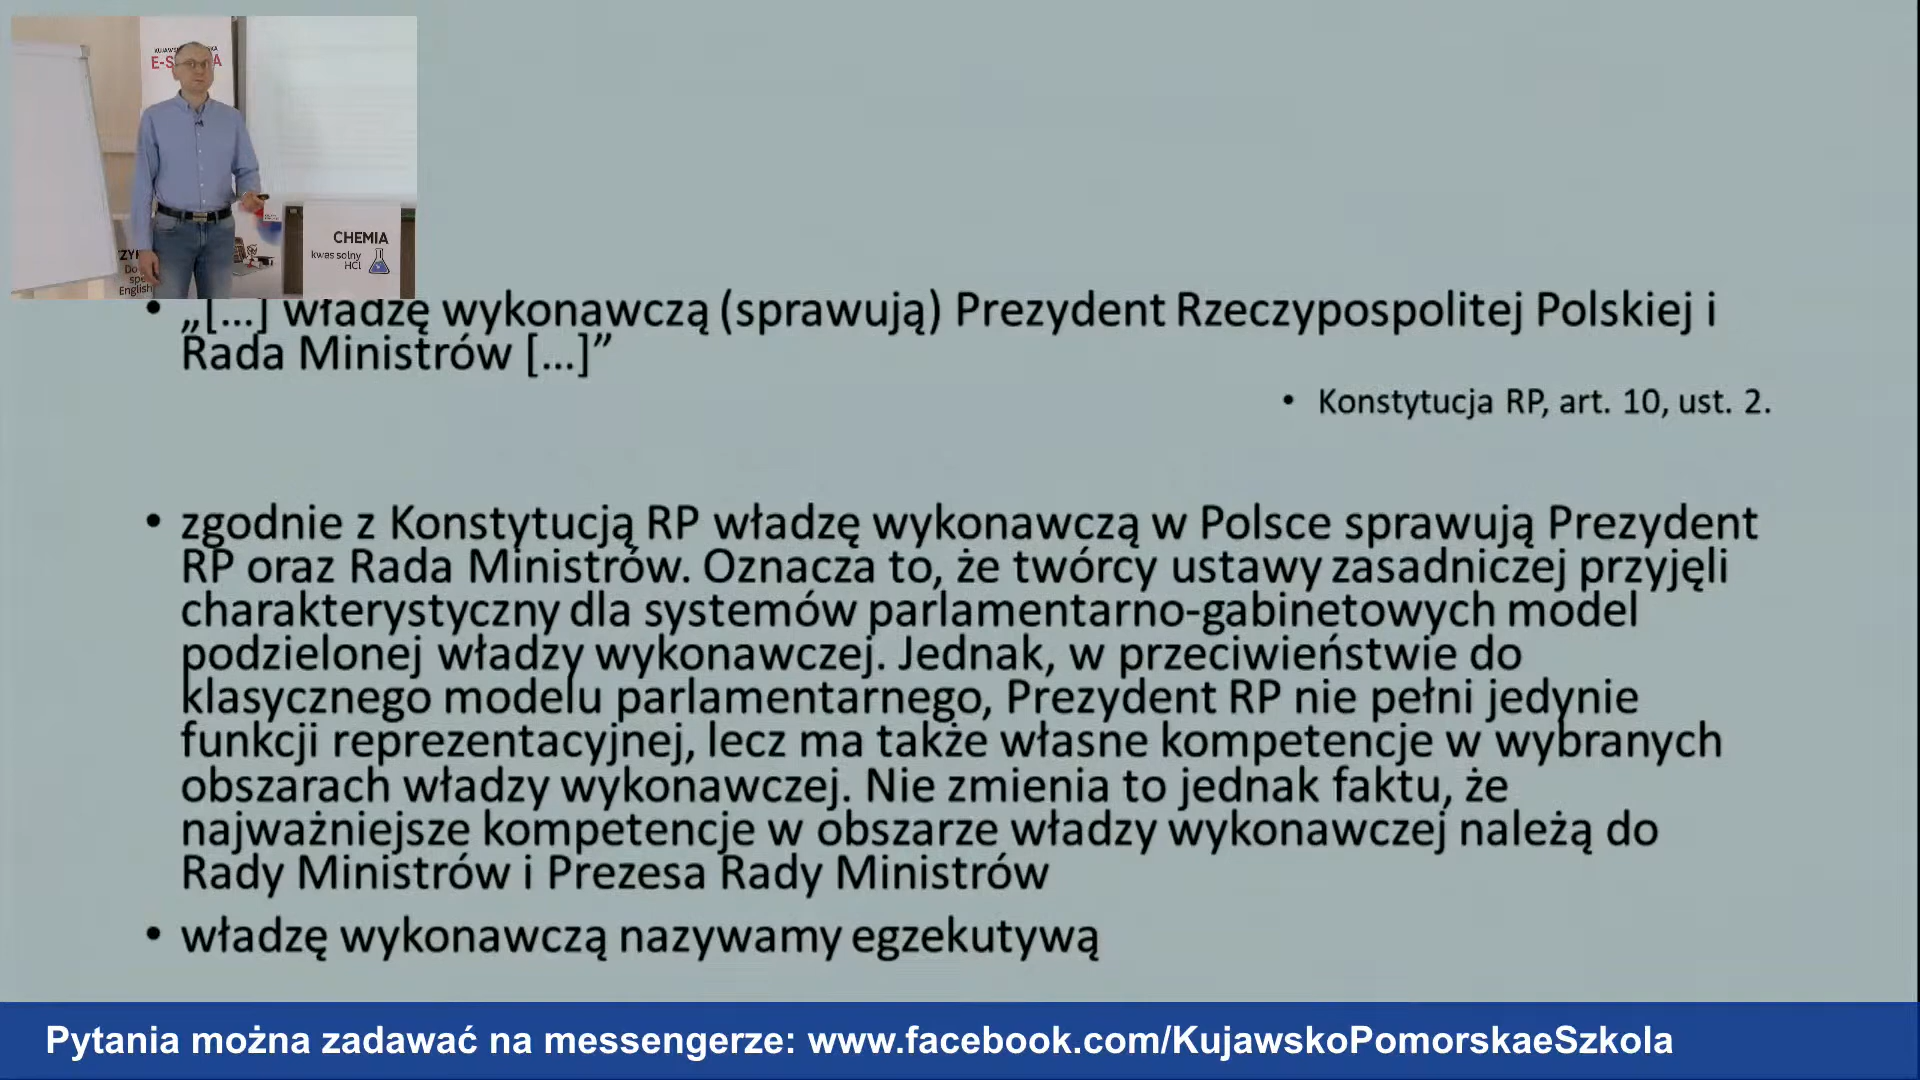 CHEMIA
kwas solny
HCl
English
„[...] władzę wykonawczą (sprawują) Prezydent Rzeczypospolitej Polskiej i
Rada Ministrów [...]”
• Konstytucja RP, art. 10, ust. 2.
• zgodnie z Konstytucją RP władzę wykonawczą w Polsce sprawują Prezydent
RP oraz Rada Ministrów. Oznacza to, że twórcy ustawy zasadniczej przyjęli
charakterystyczny dla systemów parlamentarno-gabinetowych model
podzielonej władzy wykonawczej. Jednak, w przeciwieństwie do
klasycznego modelu parlamentarnego, Prezydent RP nie pełni jedynie
funkcji reprezentacyjnej, lecz ma także własne kompetencje w wybranych
obszarach władzy wykonawczej. Nie zmienia to jednak faktu, że
najważniejsze kompetencje w obszarze władzy wykonawczej należą do
Rady Ministrów i Prezesa Rady Ministrów
• władzę wykonawczą nazywamy egzekutywą
Pytania można zadawać na messengerze: www.facebook.com/KujawskoPomorskaeSzkola